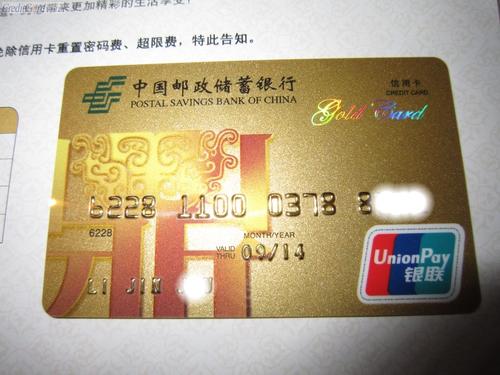 更加精彩的生活享受，
免除信用卡重置密码费、超限费，特此告知。
中国邮政储蓄银行
POSTAL SAVINGS BANK OF CHINA
信用卡
CREDIT CARD
Gold Card
6228 1100 0378 8
6228
MONTH/YEAR
VALID THRU 09/14
LI JIN
UnionPay
银联